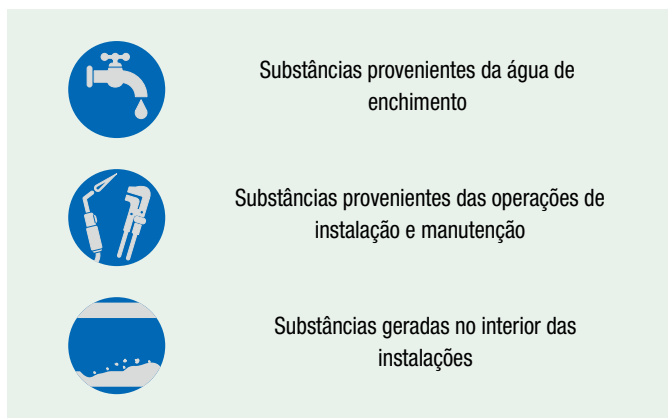 Substâncias provenientes da água de
enchimento
Substâncias provenientes das operações de
instalação e manutenção
Substâncias geradas no interior das
instalações